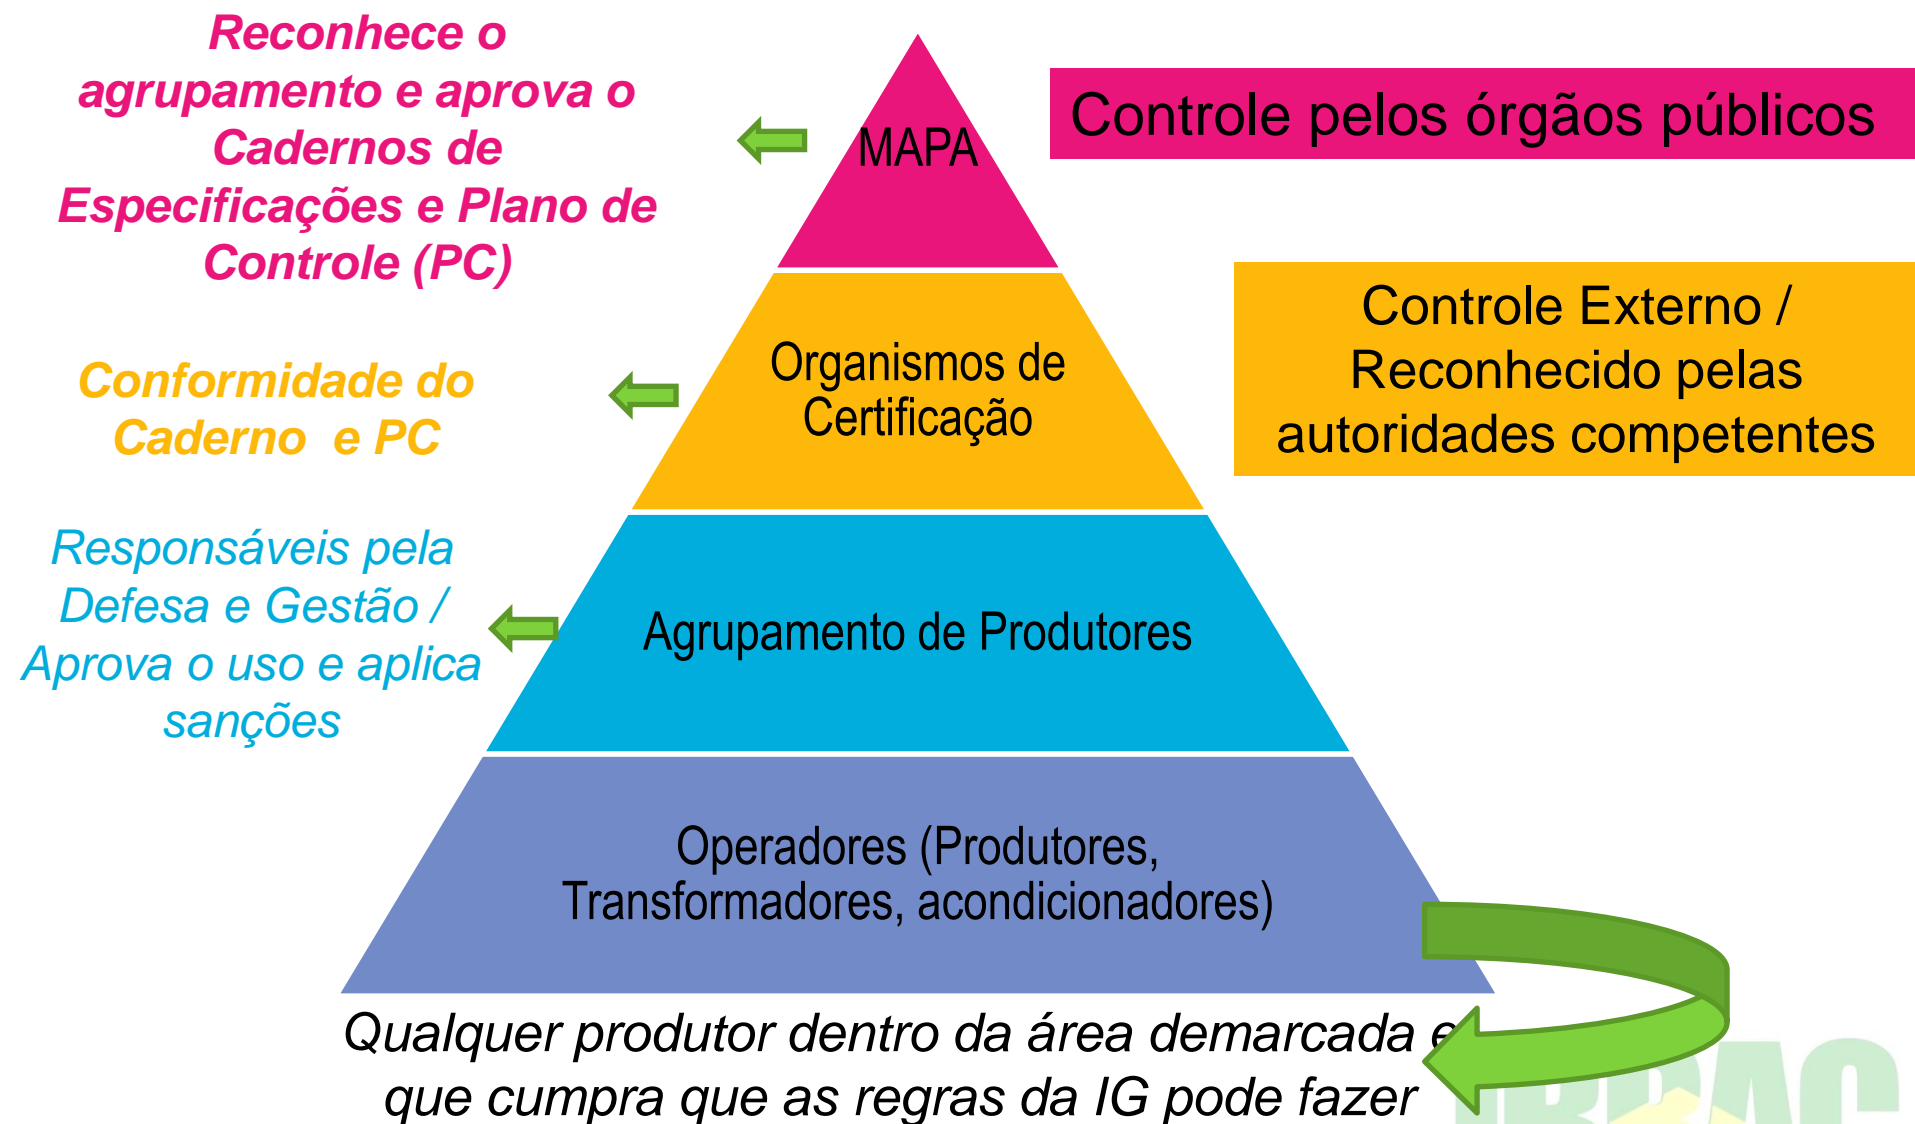 Reconhece o
agrupamento e aprova o
Cadernos de
Especificações e Plano de
Controle (PC)
MAPA
Controle pelos órgãos públicos
Controle Externo /
Reconhecido pelas
autoridades competentes
Organismos de
Certificação
Conformidade do
Caderno e PC
Responsáveis pela
Defesa e Gestão /
Aprova o uso e aplica
sanções
Agrupamento de Produtores
Operadores (Produtores,
Transformadores, acondicionadores)
Qualquer produtor dentro da área demarcada e
que cumpra que as regras da IG pode fazer